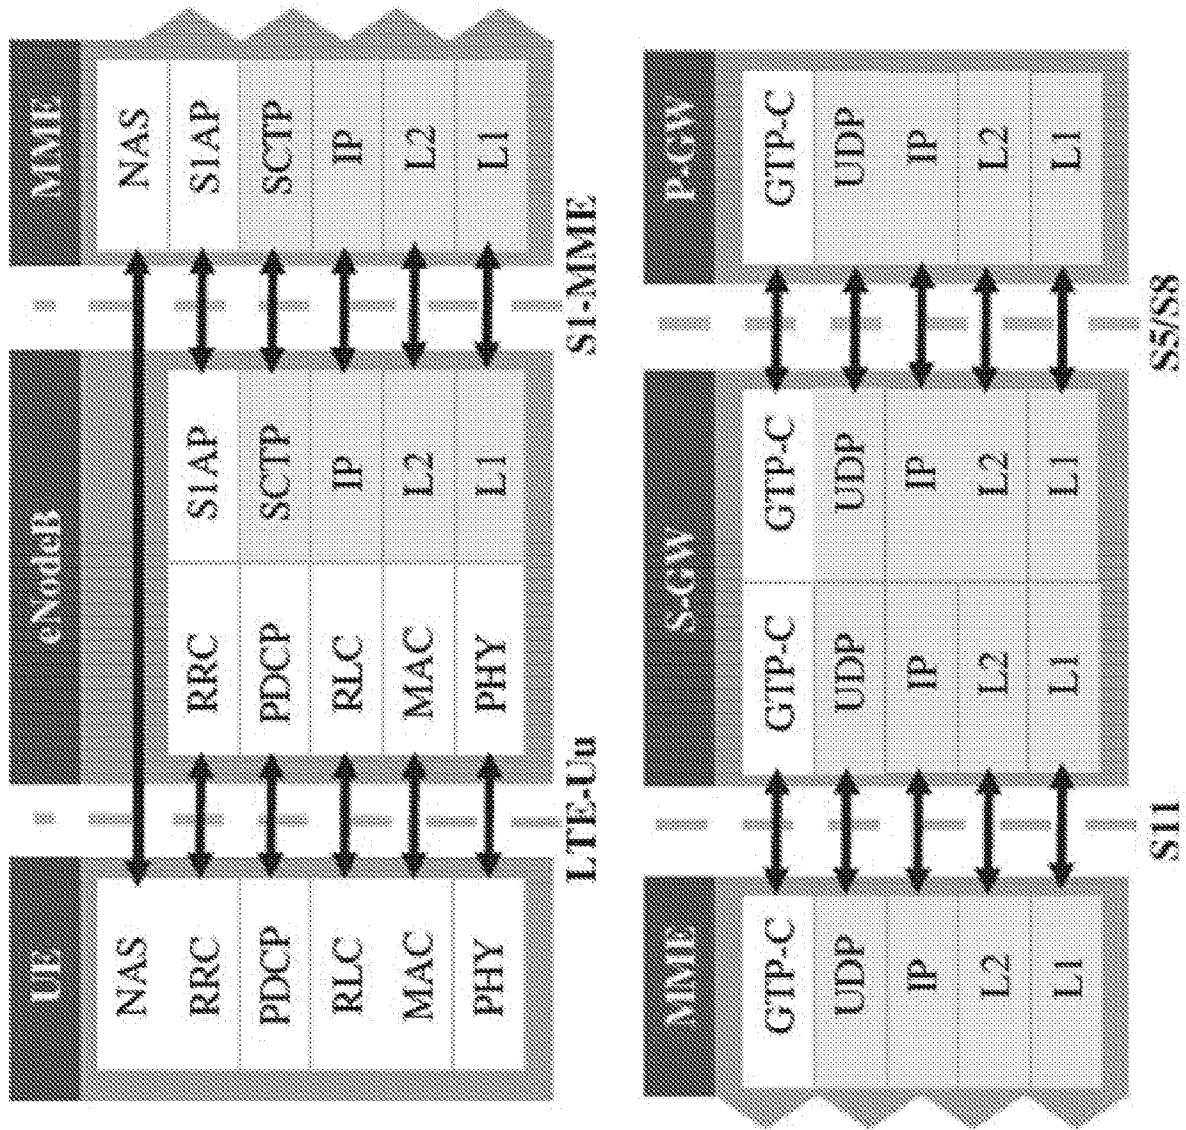 UE
NAS
RRC
PDCP
RLC
MAC
PHY
LTE-Uu
eNodeB
RRC S1AP
PDCP SCTP
RLC IP
MAC L2
PHY L1
S1-MME
MME
NAS
S1AP
SCTP
IP
L2
L1
MME
GTP-C
UDP
IP
L2
L1
S11
S-GW
GTP-C GTP-C
UDP UDP
IP IP
L2 L2
L1 L1
S5/S8
P-GW
GTP-C
UDP
IP
L2
L1